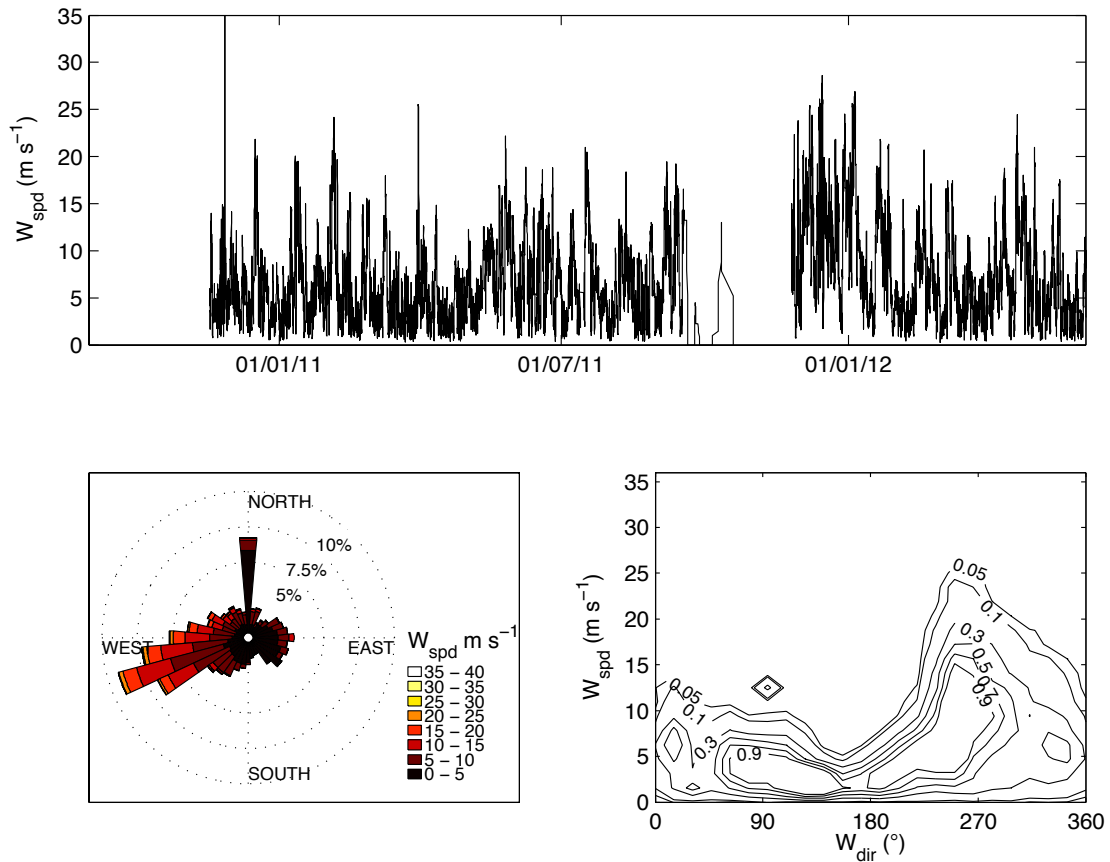 35
30
25
20
15
10
5
0
W_spd (m s⁻¹)
01/01/11
01/07/11
01/01/12
NORTH
10%
7.5%
5%
WEST
EAST
SOUTH
W_spd m s⁻¹
35 – 40
30 – 35
25 – 30
20 – 25
15 – 20
10 – 15
5 – 10
0 – 5
35
30
25
20
15
10
5
0
W_spd (m s⁻¹)
0.05
0.1
0.3
0.5
0.7
0.9
0.05
0.1
0.3
0.9
0 90 180 270 360
W_dir (°)